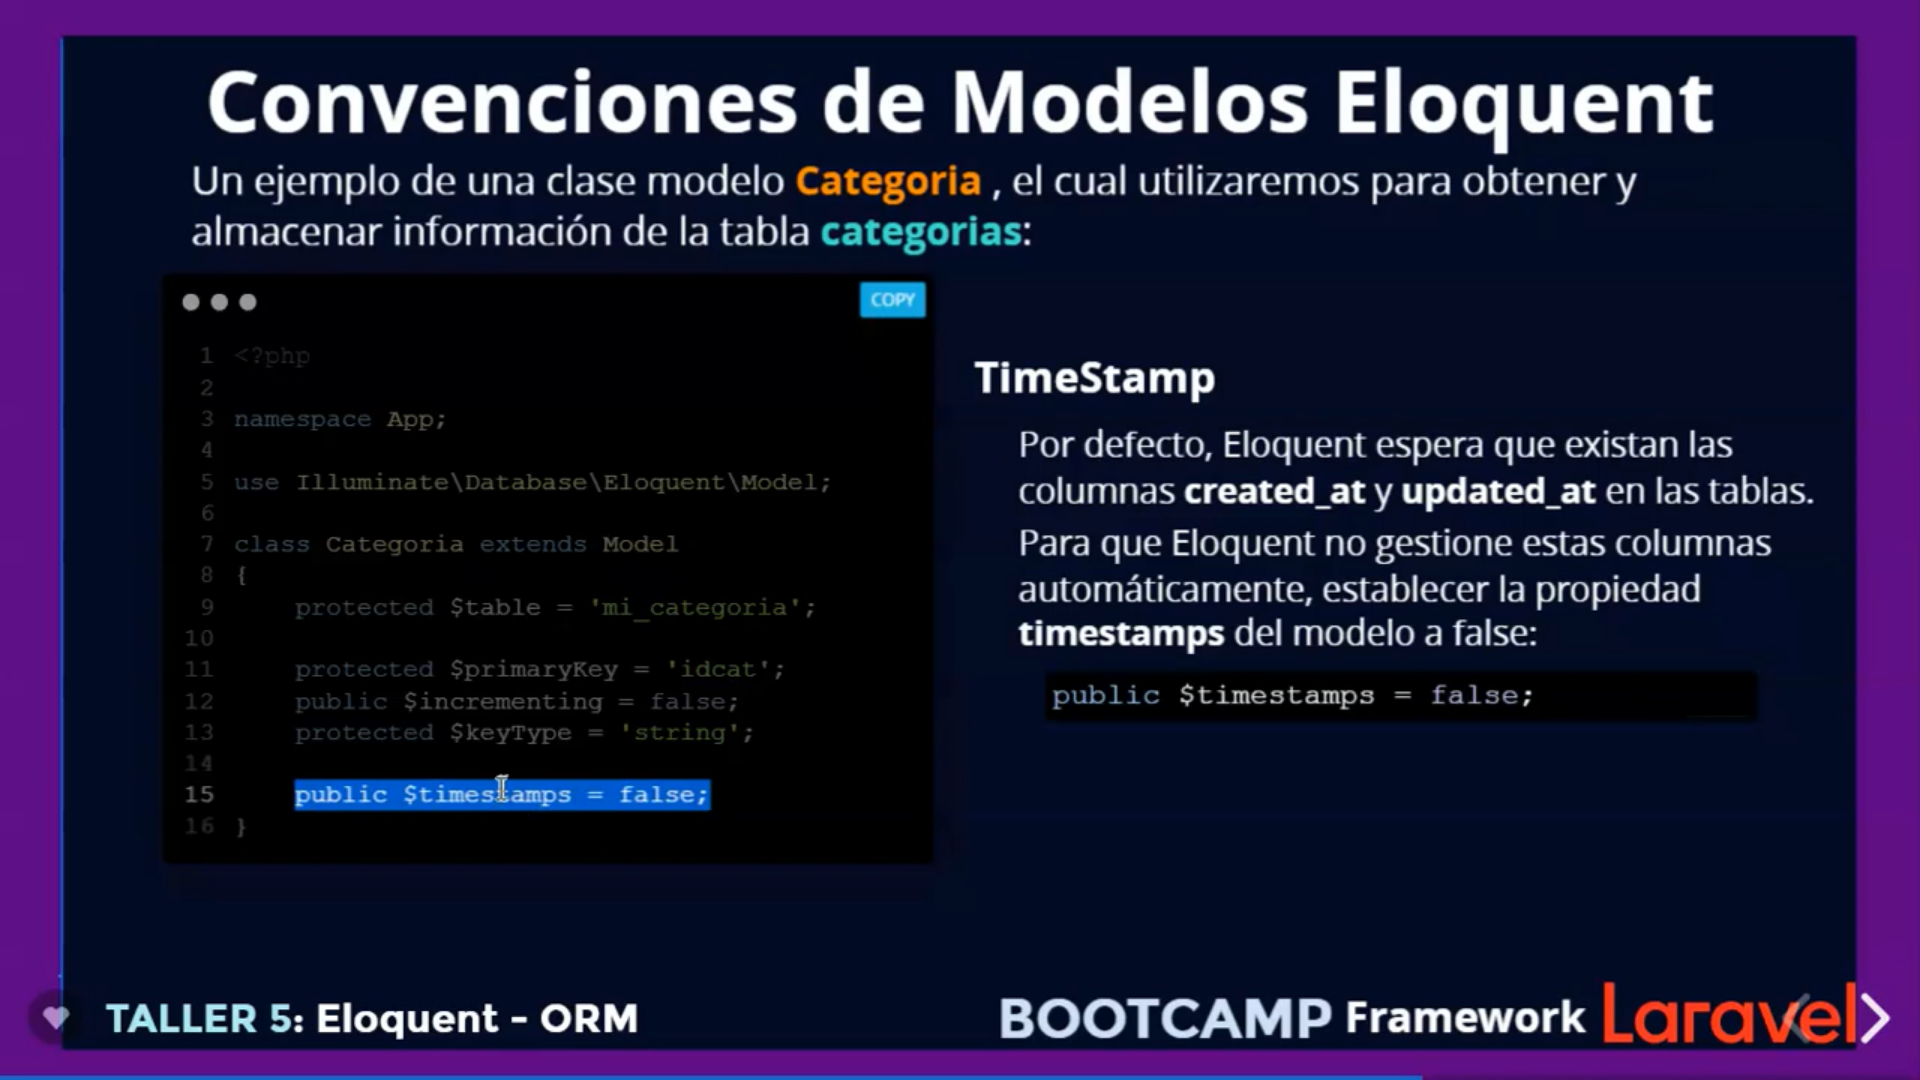 Convenciones de Modelos Eloquent
Un ejemplo de una clase modelo Categoria , el cual utilizaremos para obtener y
almacenar información de la tabla categorias:
COPY
1 <?php
2
3 namespace App;
4
5 use Illuminate\Database\Eloquent\Model;
6
7 class Categoria extends Model
8 {
9 protected $table = 'mi_categoria';
10
11 protected $primaryKey = 'idcat';
12 public $incrementing = false;
13 protected $keyType = 'string';
14
15 public $timestamps = false;
16 }
TimeStamp
Por defecto, Eloquent espera que existan las
columnas created_at y updated_at en las tablas.
Para que Eloquent no gestione estas columnas
automáticamente, establecer la propiedad
timestamps del modelo a false:
public $timestamps = false;
TALLER 5: Eloquent - ORM
BOOTCAMP Framework Laravel